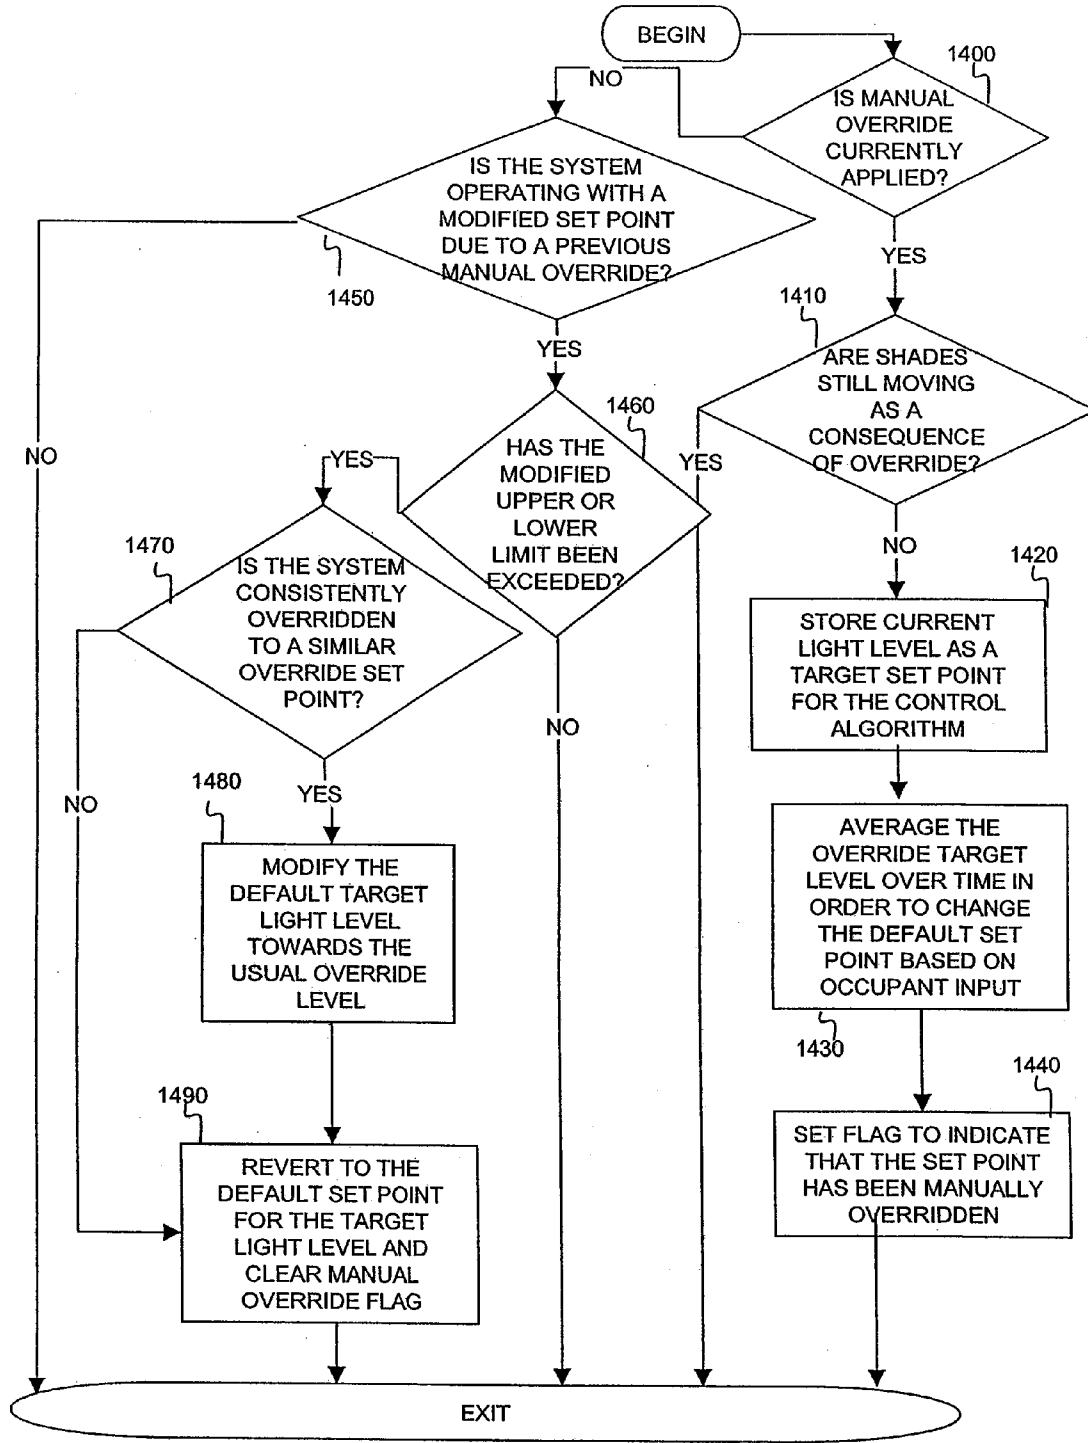 BEGIN
1400
IS MANUAL
OVERRIDE
CURRENTLY
APPLIED?
NO
IS THE SYSTEM
OPERATING WITH A
MODIFIED SET POINT
DUE TO A PREVIOUS
MANUAL OVERRIDE?
1450
YES
1410
ARE SHADES
STILL MOVING
AS A
CONSEQUENCE
OF OVERRIDE?
YES
1460
HAS THE
MODIFIED
UPPER OR
LOWER
LIMIT BEEN
EXCEEDED?
NO
YES
YES
NO
1470
IS THE SYSTEM
CONSISTENTLY
OVERRIDDEN
TO A SIMILAR
OVERRIDE SET
POINT?
1420
STORE CURRENT
LIGHT LEVEL AS A
TARGET SET POINT
FOR THE CONTROL
ALGORITHM
NO
NO
YES
1480
MODIFY THE
DEFAULT TARGET
LIGHT LEVEL
TOWARDS THE
USUAL OVERRIDE
LEVEL
AVERAGE THE
OVERRIDE TARGET
LEVEL OVER TIME IN
ORDER TO CHANGE
THE DEFAULT SET
POINT BASED ON
OCCUPANT INPUT
1430
1440
SET FLAG TO INDICATE
THAT THE SET POINT
HAS BEEN MANUALLY
OVERRIDDEN
1490
REVERT TO THE
DEFAULT SET POINT
FOR THE TARGET
LIGHT LEVEL AND
CLEAR MANUAL
OVERRIDE FLAG
EXIT